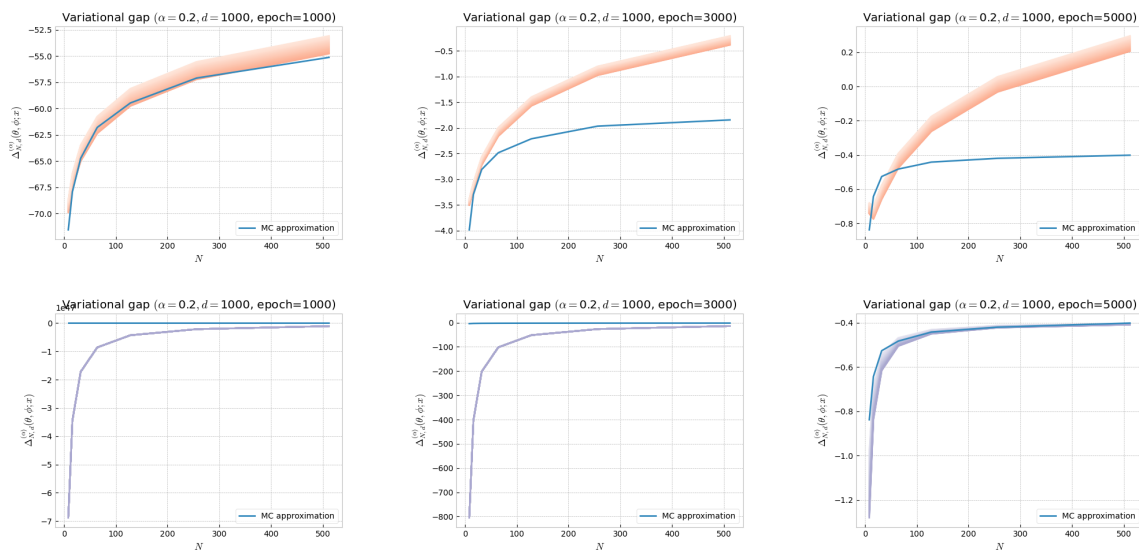 Variational gap (α = 0.2, d = 1000, epoch=1000)
−52.5
−55.0
−57.5
−60.0
−62.5
−65.0
−67.5
−70.0
Δ_{N,d}^{(α)}(θ, φ; x)
0 100 200 300 400 500
N
MC approximation
Variational gap (α = 0.2, d = 1000, epoch=3000)
−0.5
−1.0
−1.5
−2.0
−2.5
−3.0
−3.5
−4.0
Δ_{N,d}^{(α)}(θ, φ; x)
0 100 200 300 400 500
N
MC approximation
Variational gap (α = 0.2, d = 1000, epoch=5000)
0.2
0.0
−0.2
−0.4
−0.6
−0.8
Δ_{N,d}^{(α)}(θ, φ; x)
0 100 200 300 400 500
N
MC approximation
Variational gap (α = 0.2, d = 1000, epoch=1000)
1e47
0
−1
−2
−3
−4
−5
−6
−7
Δ_{N,d}^{(α)}(θ, φ; x)
0 100 200 300 400 500
N
MC approximation
Variational gap (α = 0.2, d = 1000, epoch=3000)
0
−100
−200
−300
−400
−500
−600
−700
−800
Δ_{N,d}^{(α)}(θ, φ; x)
0 100 200 300 400 500
N
MC approximation
Variational gap (α = 0.2, d = 1000, epoch=5000)
−0.4
−0.6
−0.8
−1.0
−1.2
Δ_{N,d}^{(α)}(θ, φ; x)
0 100 200 300 400 500
N
MC approximation